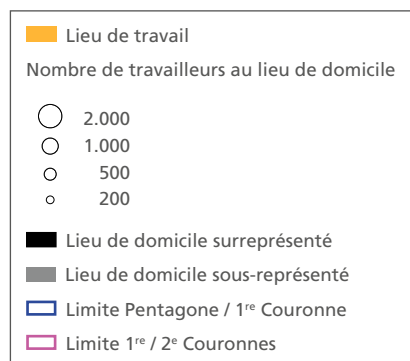 Lieu de travail
Nombre de travailleurs au lieu de domicile
2.000
1.000
500
200
Lieu de domicile surreprésenté
Lieu de domicile sous-représenté
Limite Pentagone / 1re Couronne
Limite 1re / 2e Couronnes